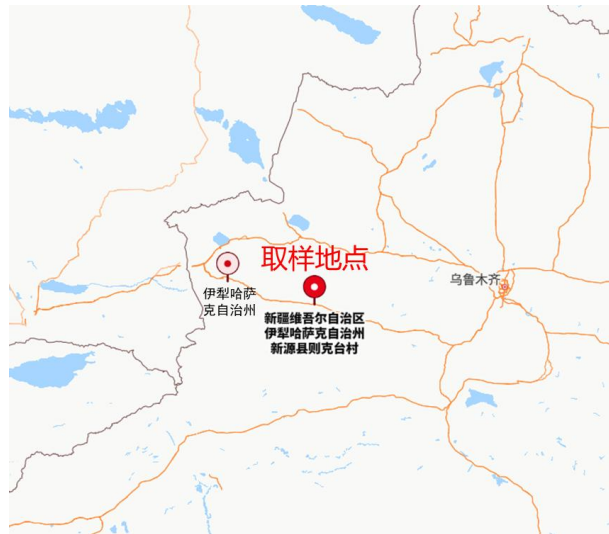 取样地点
乌鲁木齐
伊犁哈萨
克自治州
新疆维吾尔自治区
伊犁哈萨克自治州
新源县则克台村